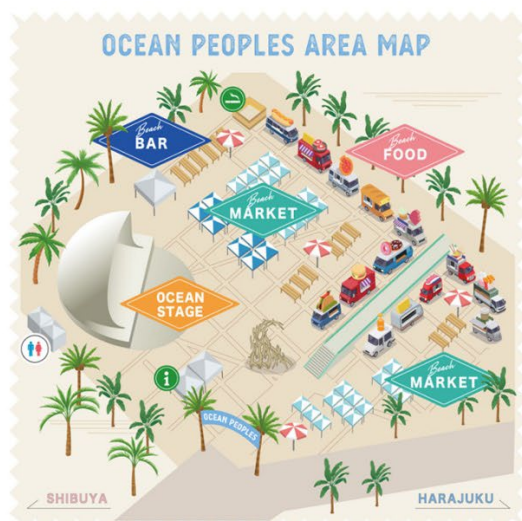 OCEAN PEOPLES AREA MAP
Beach
BAR
Beach
FOOD
Beach
MARKET
OCEAN
STAGE
i
Beach
MARKET
OCEAN PEOPLES
SHIBUYA
HARAJUKU